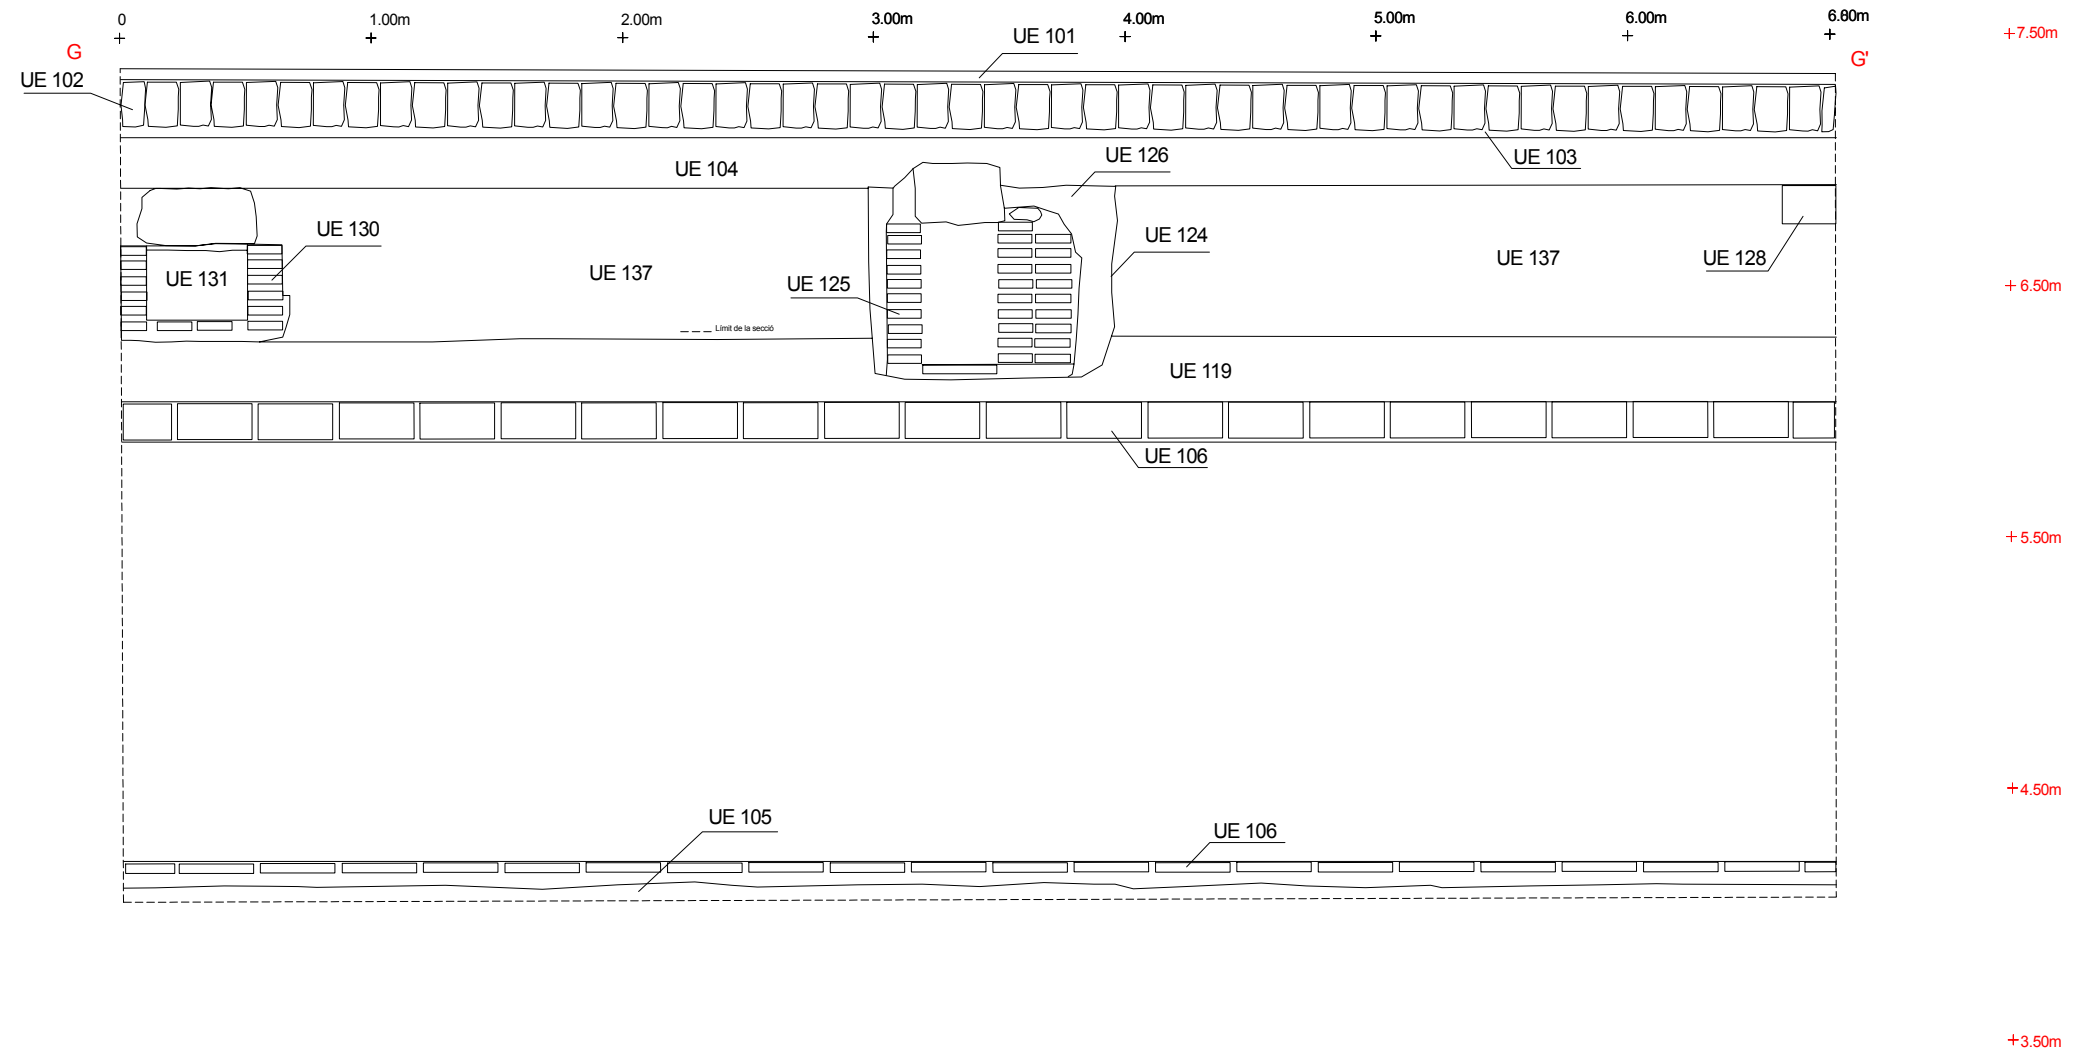 0 1.00m 2.00m 3.00m 4.00m 5.00m 6.00m
+7.50m
G
UE 101
G'
UE 102
UE 103
UE 126
UE 104
UE 130
UE 124
UE 131
UE 137
UE 137
UE 128
UE 125
+6.50m
Límit de la secció
UE 119
UE 106
+5.50m
+4.50m
UE 105
UE 106
+3.50m